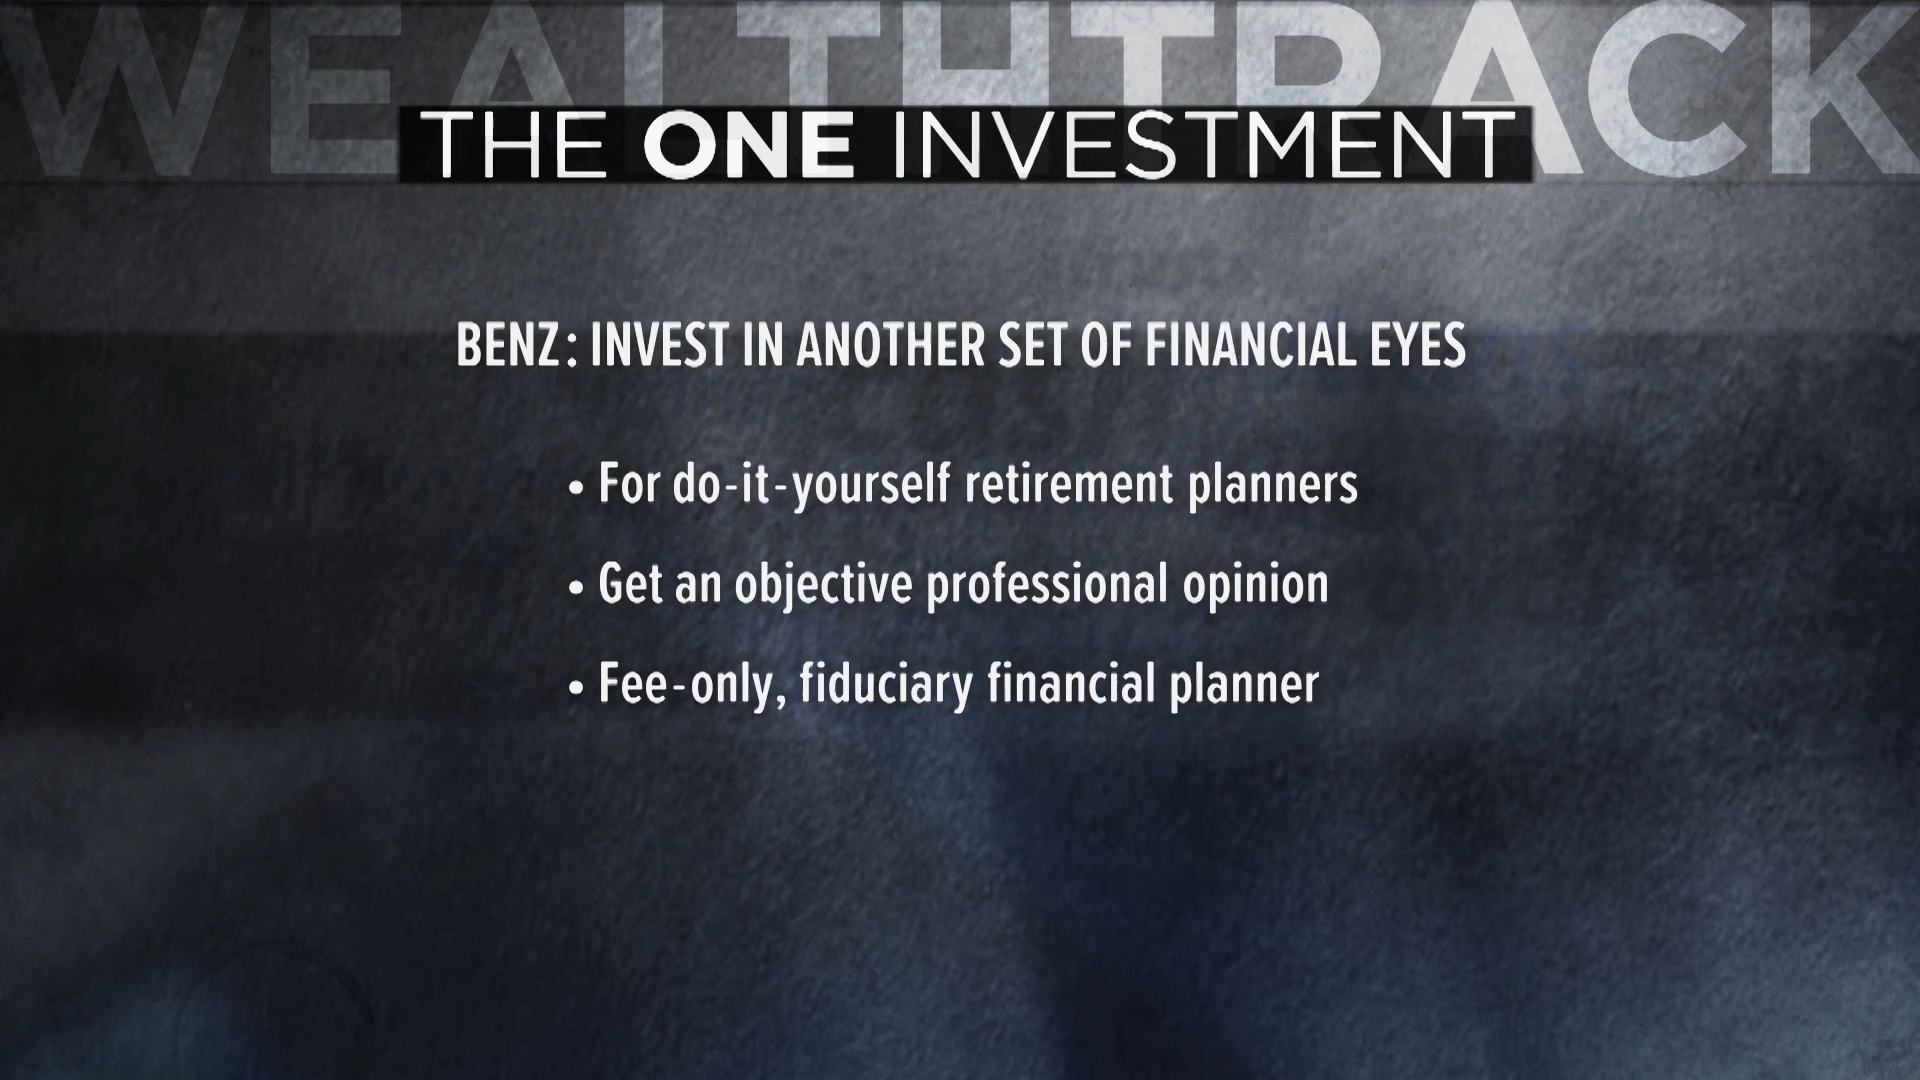 WEALTHTRACK
THE ONE INVESTMENT
BENZ: INVEST IN ANOTHER SET OF FINANCIAL EYES
• For do-it-yourself retirement planners
• Get an objective professional opinion
• Fee-only, fiduciary financial planner